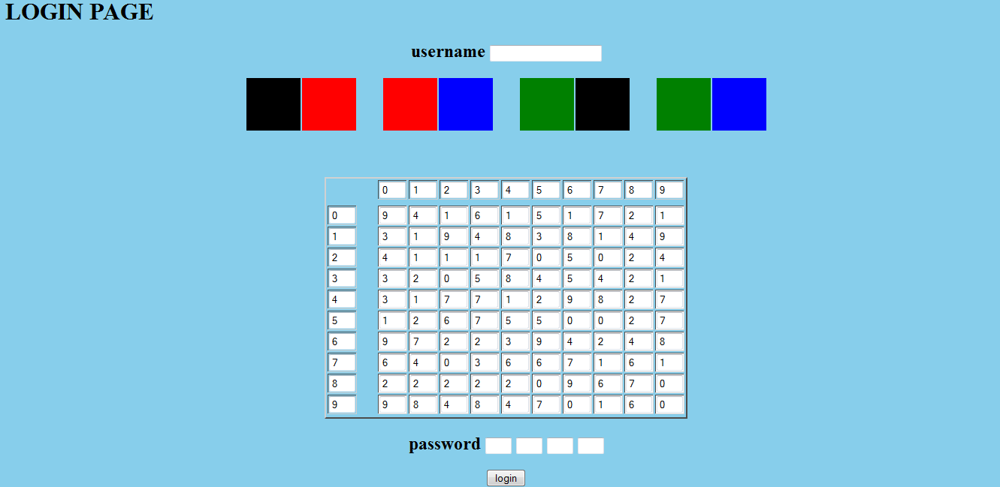 LOGIN PAGE
username
0 1 2 3 4 5 6 7 8 9
0 9 4 1 6 1 5 1 7 2 1
1 3 1 9 4 8 3 8 1 4 9
2 4 1 1 1 7 0 5 0 2 4
3 3 2 0 5 8 4 5 4 2 1
4 3 1 7 7 1 2 9 8 2 7
5 1 2 6 7 5 5 0 0 2 7
6 9 7 2 2 3 9 4 2 4 8
7 6 4 0 3 6 6 7 1 6 1
8 2 2 2 2 2 0 9 6 7 0
9 9 8 4 8 4 7 0 1 6 0
password
login